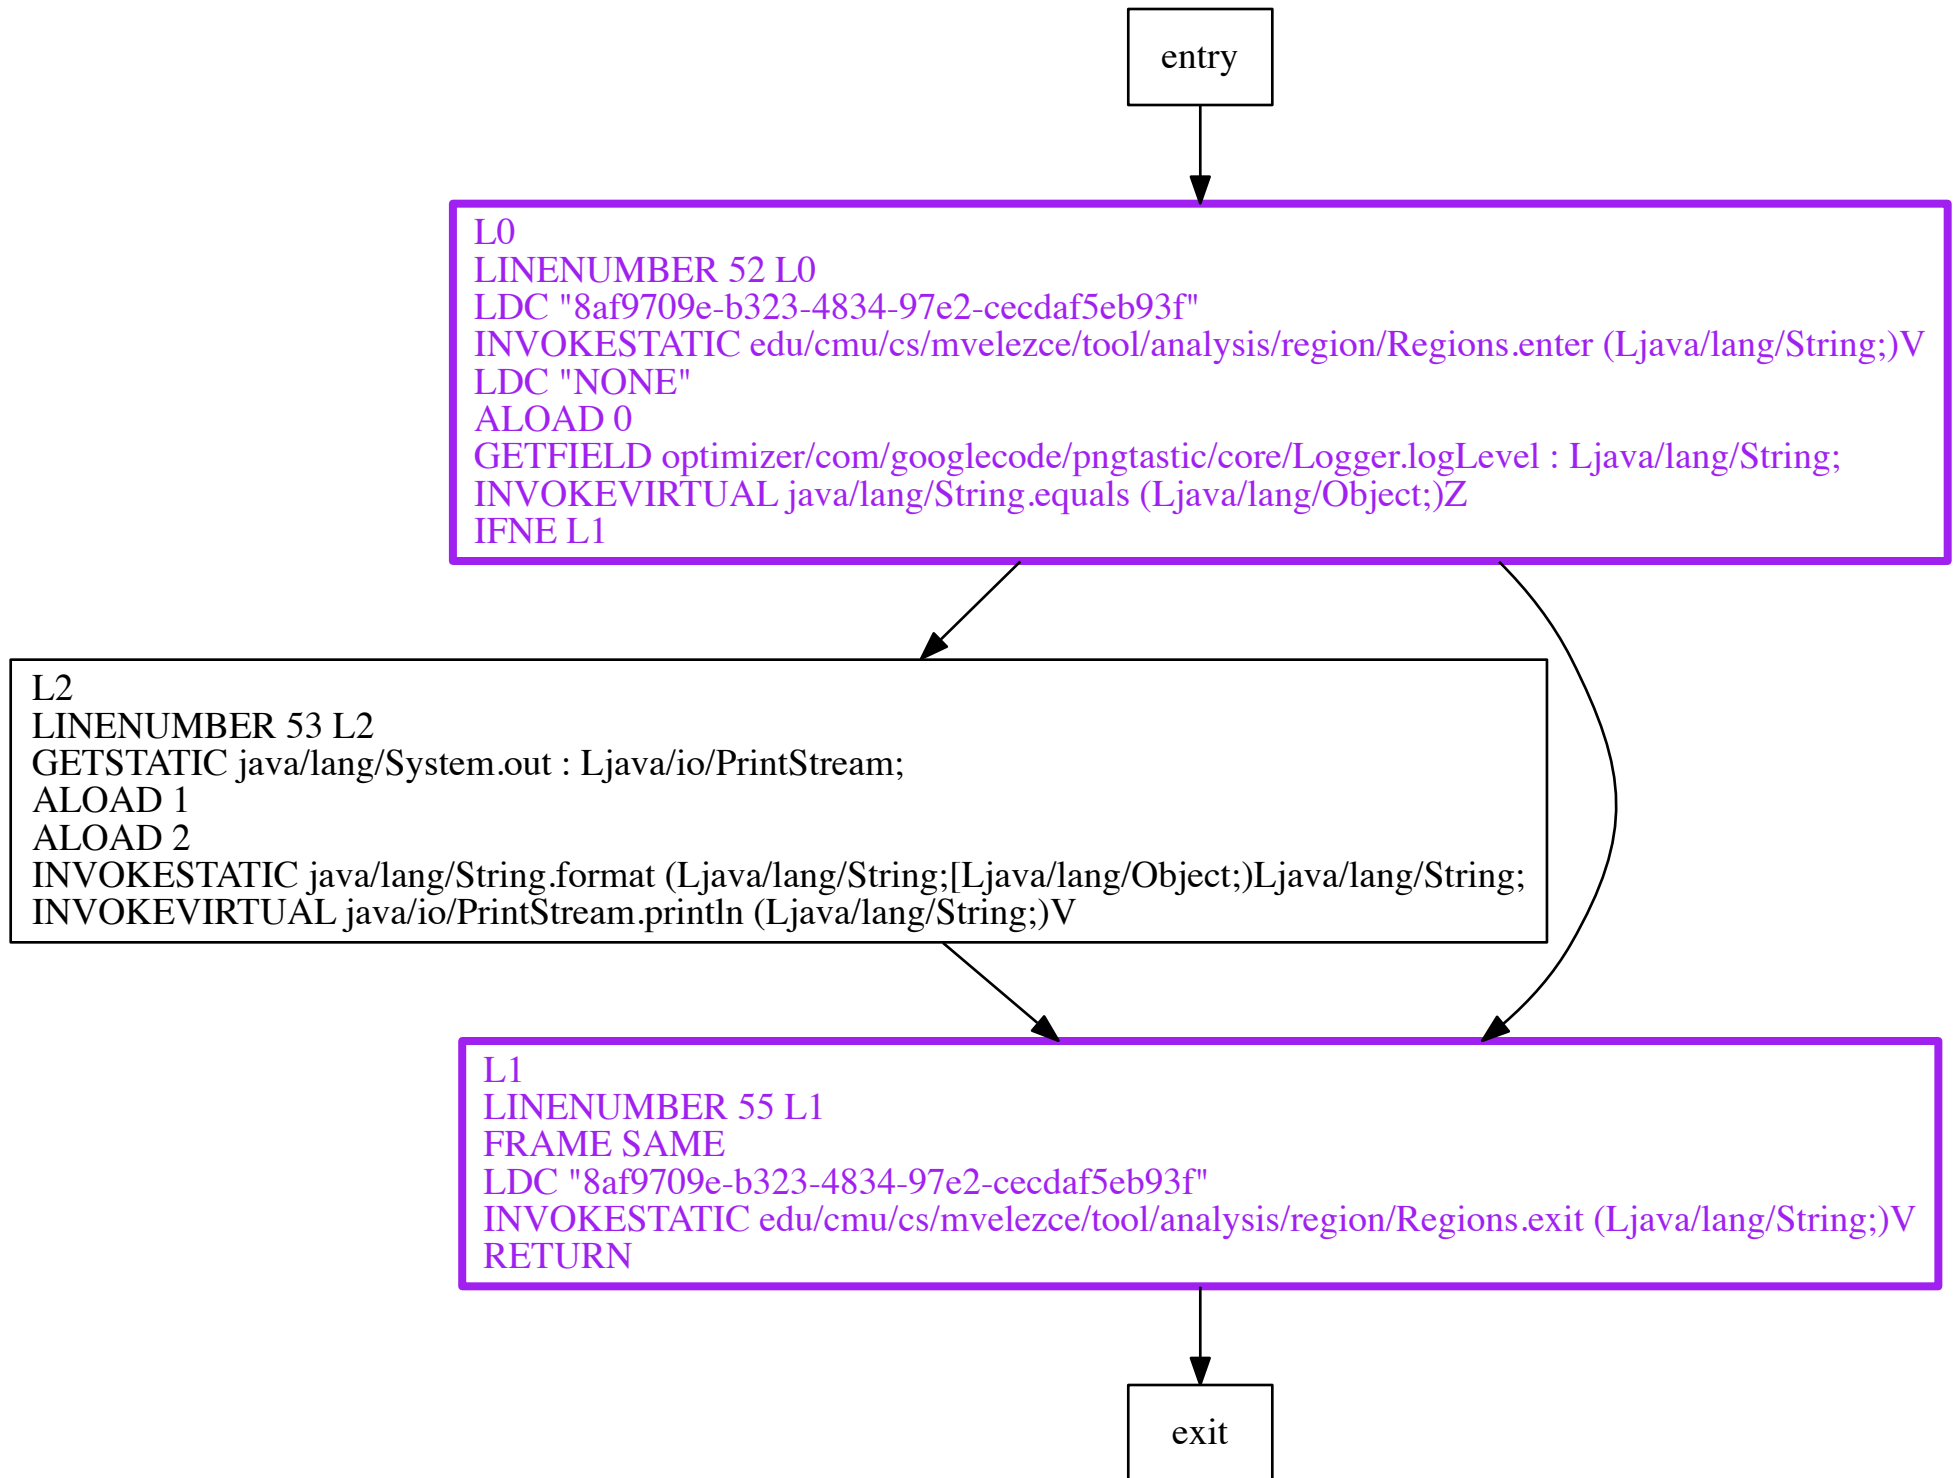 entry
L0
LINENUMBER 52 L0
LDC "8af9709e-b323-4834-97e2-cecdaf5eb93f"
INVOKESTATIC edu/cmu/cs/mvelezce/tool/analysis/region/Regions.enter (Ljava/lang/String;)V
LDC "NONE"
ALOAD 0
GETFIELD optimizer/com/googlecode/pngtastic/core/Logger.logLevel : Ljava/lang/String;
INVOKEVIRTUAL java/lang/String.equals (Ljava/lang/Object;)Z
IFNE L1
L2
LINENUMBER 53 L2
GETSTATIC java/lang/System.out : Ljava/io/PrintStream;
ALOAD 1
ALOAD 2
INVOKESTATIC java/lang/String.format (Ljava/lang/String;[Ljava/lang/Object;)Ljava/lang/String;
INVOKEVIRTUAL java/io/PrintStream.println (Ljava/lang/String;)V
L1
LINENUMBER 55 L1
FRAME SAME
LDC "8af9709e-b323-4834-97e2-cecdaf5eb93f"
INVOKESTATIC edu/cmu/cs/mvelezce/tool/analysis/region/Regions.exit (Ljava/lang/String;)V
RETURN
exit